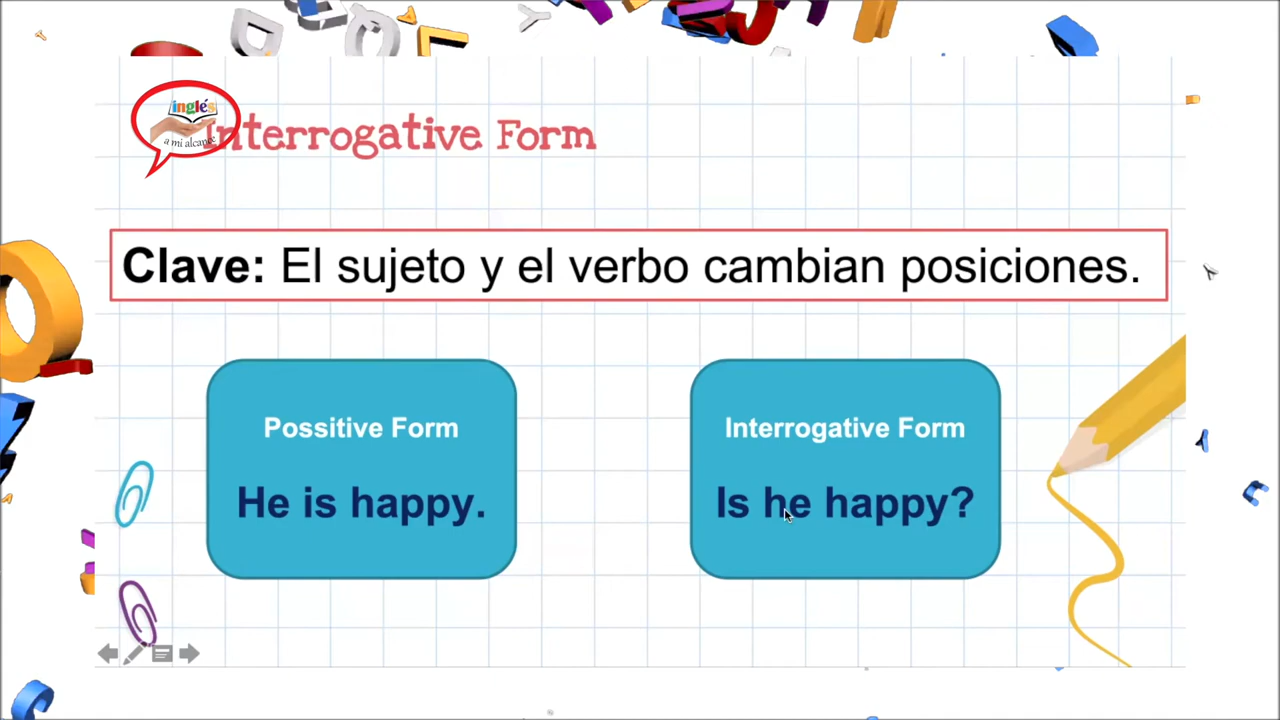 inglés
a mi alcance
Interrogative Form
Clave: El sujeto y el verbo cambian posiciones.
Possitive Form
He is happy.
Interrogative Form
Is he happy?